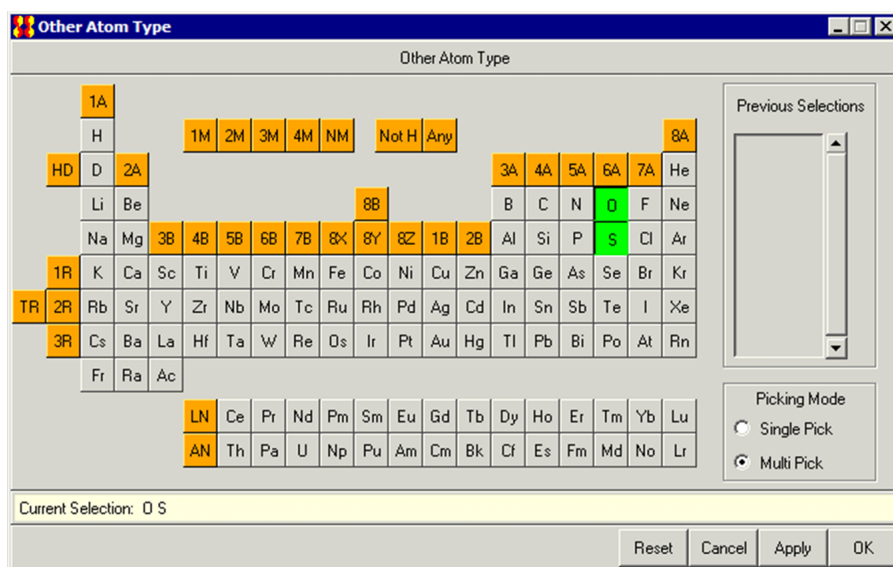 Other Atom Type
Other Atom Type
1A
H 1M 2M 3M 4M NM Not H Any 8A
HD D 2A 3A 4A 5A 6A 7A He
Li Be 8B B C N O F Ne
Na Mg 3B 4B 5B 6B 7B 8X 8Y 8Z 1B 2B Al Si P S Cl Ar
1R K Ca Sc Ti V Cr Mn Fe Co Ni Cu Zn Ga Ge As Se Br Kr
TR 2R Rb Sr Y Zr Nb Mo Tc Ru Rh Pd Ag Cd In Sn Sb Te I Xe
3R Cs Ba La Hf Ta W Re Os Ir Pt Au Hg Tl Pb Bi Po At Rn
Fr Ra Ac
LN Ce Pr Nd Pm Sm Eu Gd Tb Dy Ho Er Tm Yb Lu
AN Th Pa U Np Pu Am Cm Bk Cf Es Fm Md No Lr
Previous Selections
Picking Mode
Single Pick
Multi Pick
Current Selection: O S
Reset Cancel Apply OK